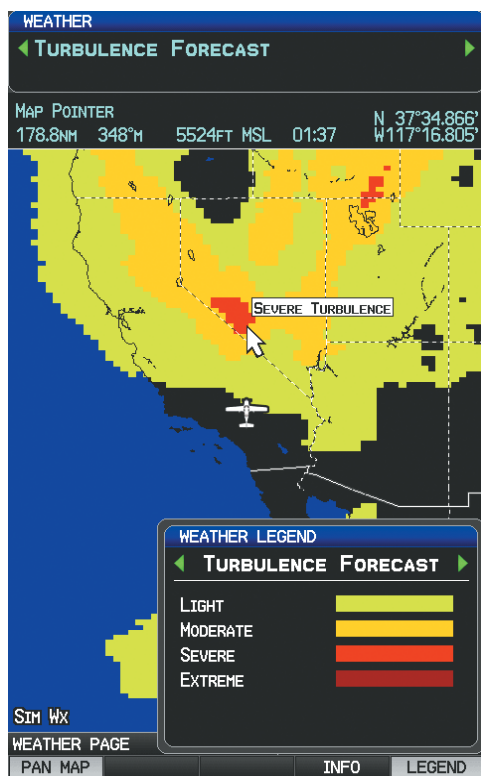 WEATHER
Turbulence Forecast
Map Pointer
178.8NM 348°M 5524FT MSL 01:37 N 37°34.866' W117°16.805'
Severe Turbulence
WEATHER LEGEND
Turbulence Forecast
Light
Moderate
Severe
Extreme
Sim Wx
WEATHER PAGE
PAN MAP INFO LEGEND